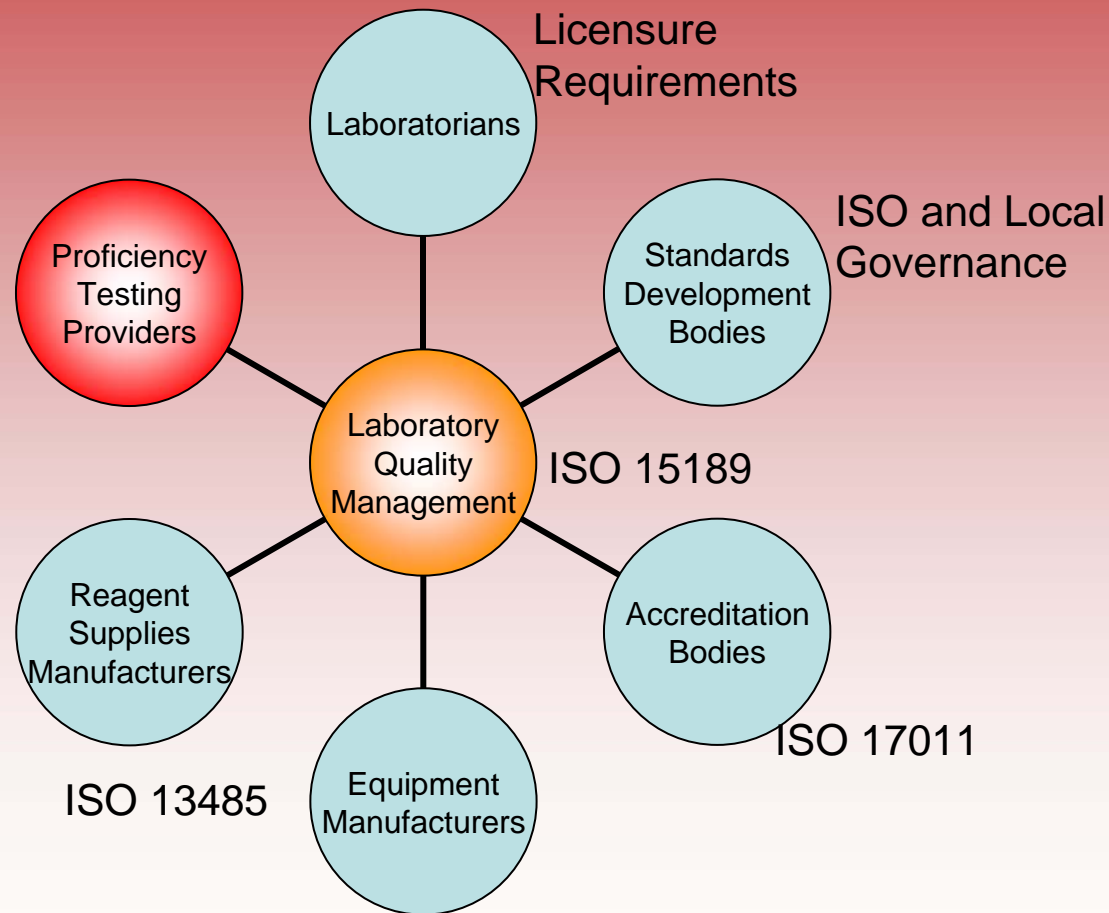 Licensure
Requirements
Laboratorians
ISO and Local
Governance
Proficiency
Testing
Providers
Standards
Development
Bodies
Laboratory
Quality
Management
ISO 15189
Reagent
Supplies
Manufacturers
Accreditation
Bodies
ISO 17011
ISO 13485
Equipment
Manufacturers